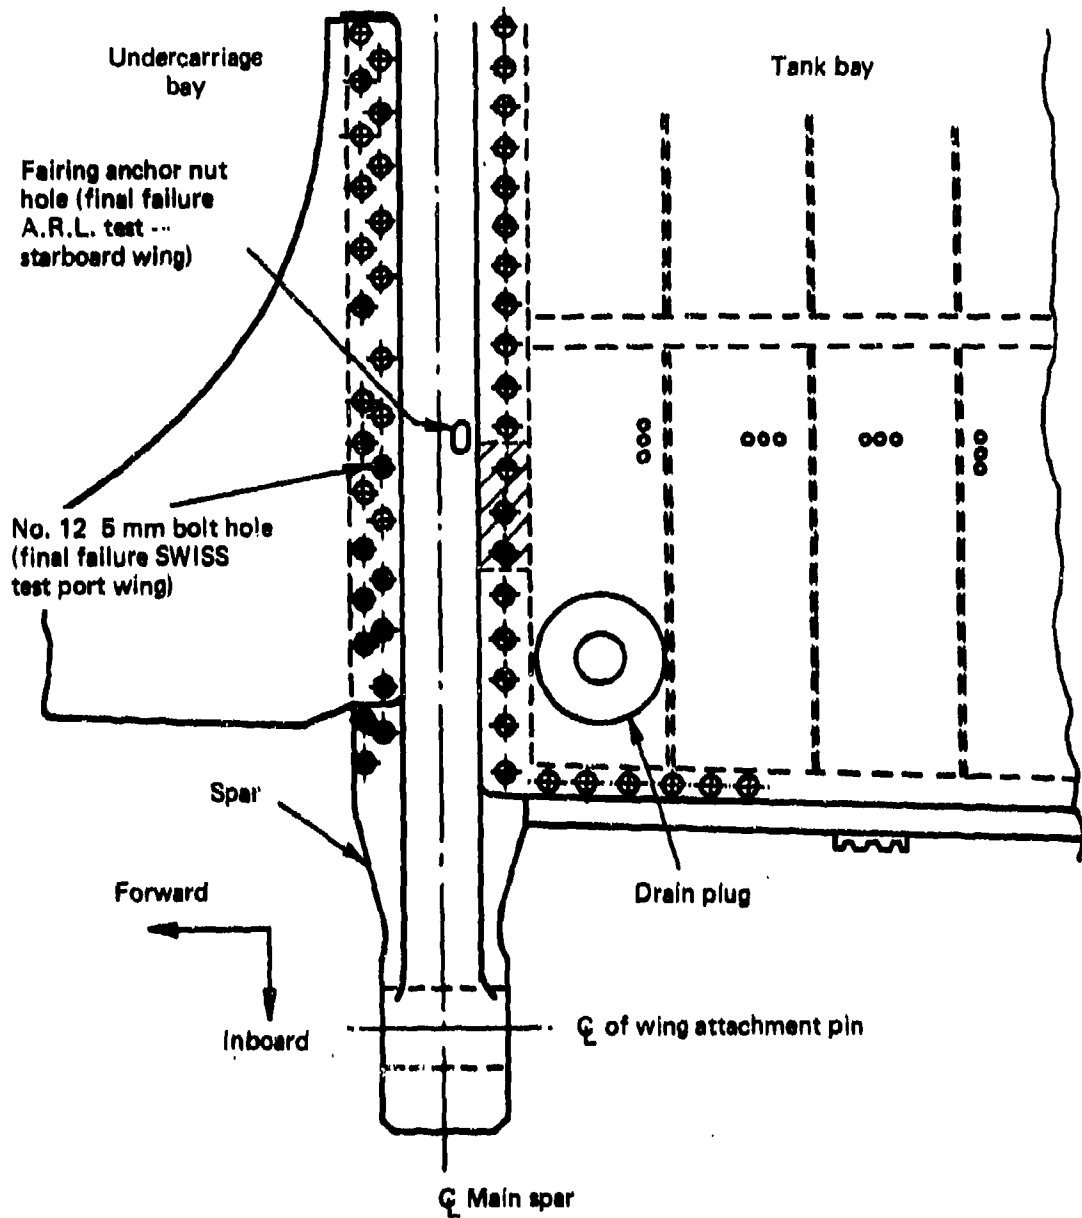 Undercarriage
bay
Tank bay
Fairing anchor nut
hole (final failure
A.R.L. test --
starboard wing)
No. 12 5 mm bolt hole
(final failure SWISS
test port wing)
Spar
Drain plug
Forward
Inboard
℄ of wing attachment pin
℄ Main spar